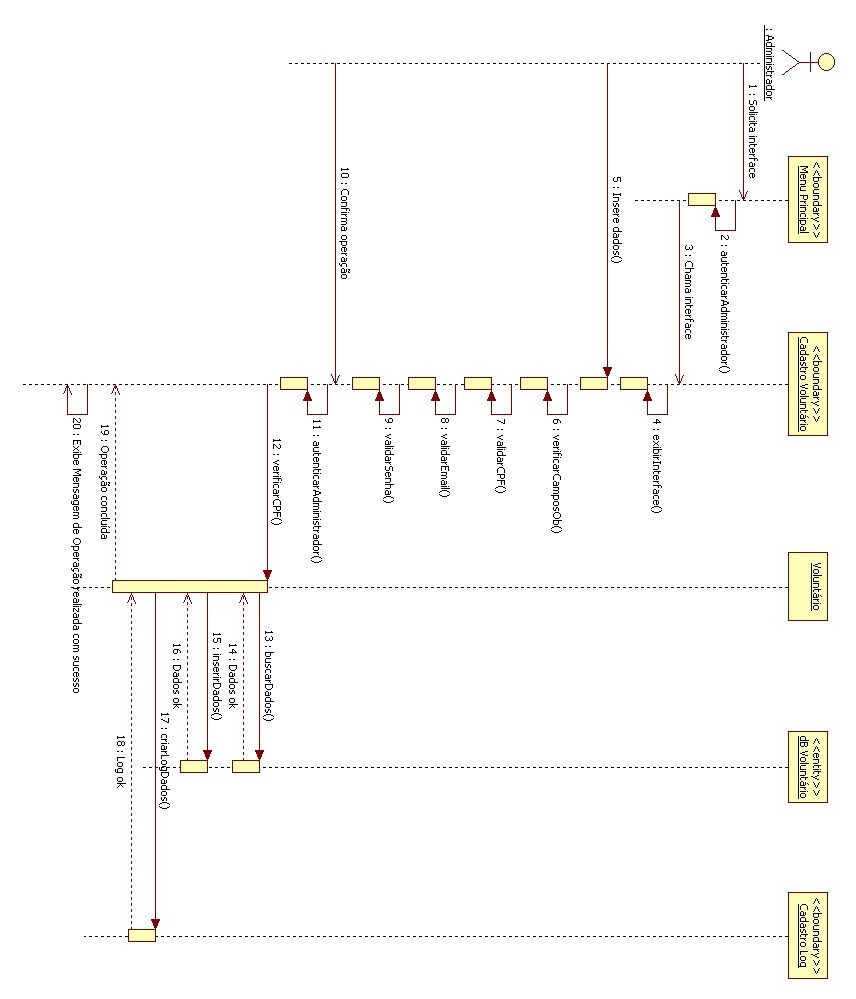 : Administrador
<<boundary>>
Menu Principal
<<boundary>>
Cadastro Voluntário
Voluntário
<<entity>>
dB Voluntário
<<boundary>>
Cadastro Log
1 : Solicita interface
2 : autenticarAdministrador()
3 : Chama interface
4 : exibirInterface()
5 : Insere dados()
6 : verificarCamposOb()
7 : validarCPF()
8 : validarEmail()
9 : validarSenha()
10 : Confirma operação
11 : autenticarAdministrador()
12 : verificarCPF()
13 : buscarDados()
14 : Dados ok
15 : inserirDados()
16 : Dados ok
17 : criarLogDados()
18 : Log ok
19 : Operação concluída
20 : Exibe Mensagem de Operação realizada com sucesso